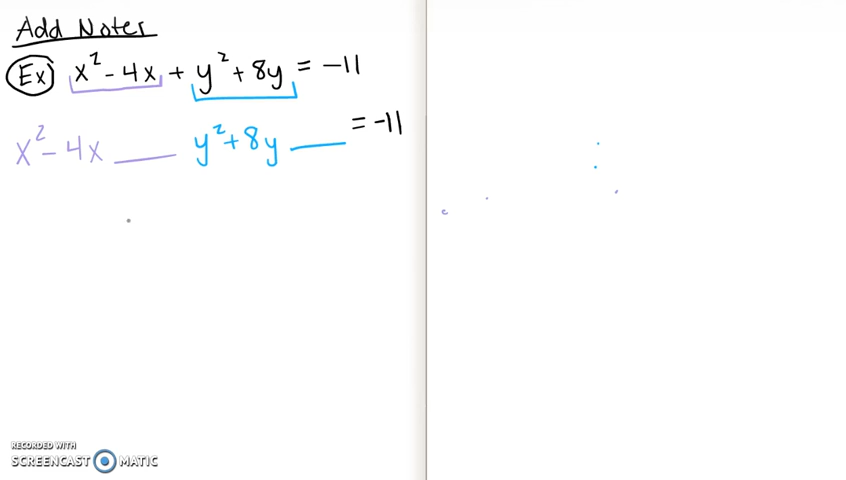 Add Notes
Ex x² - 4x + y² + 8y = -11
x² - 4x ___ y² + 8y ___ = -11
RECORDED WITH
SCREENCAST MATIC